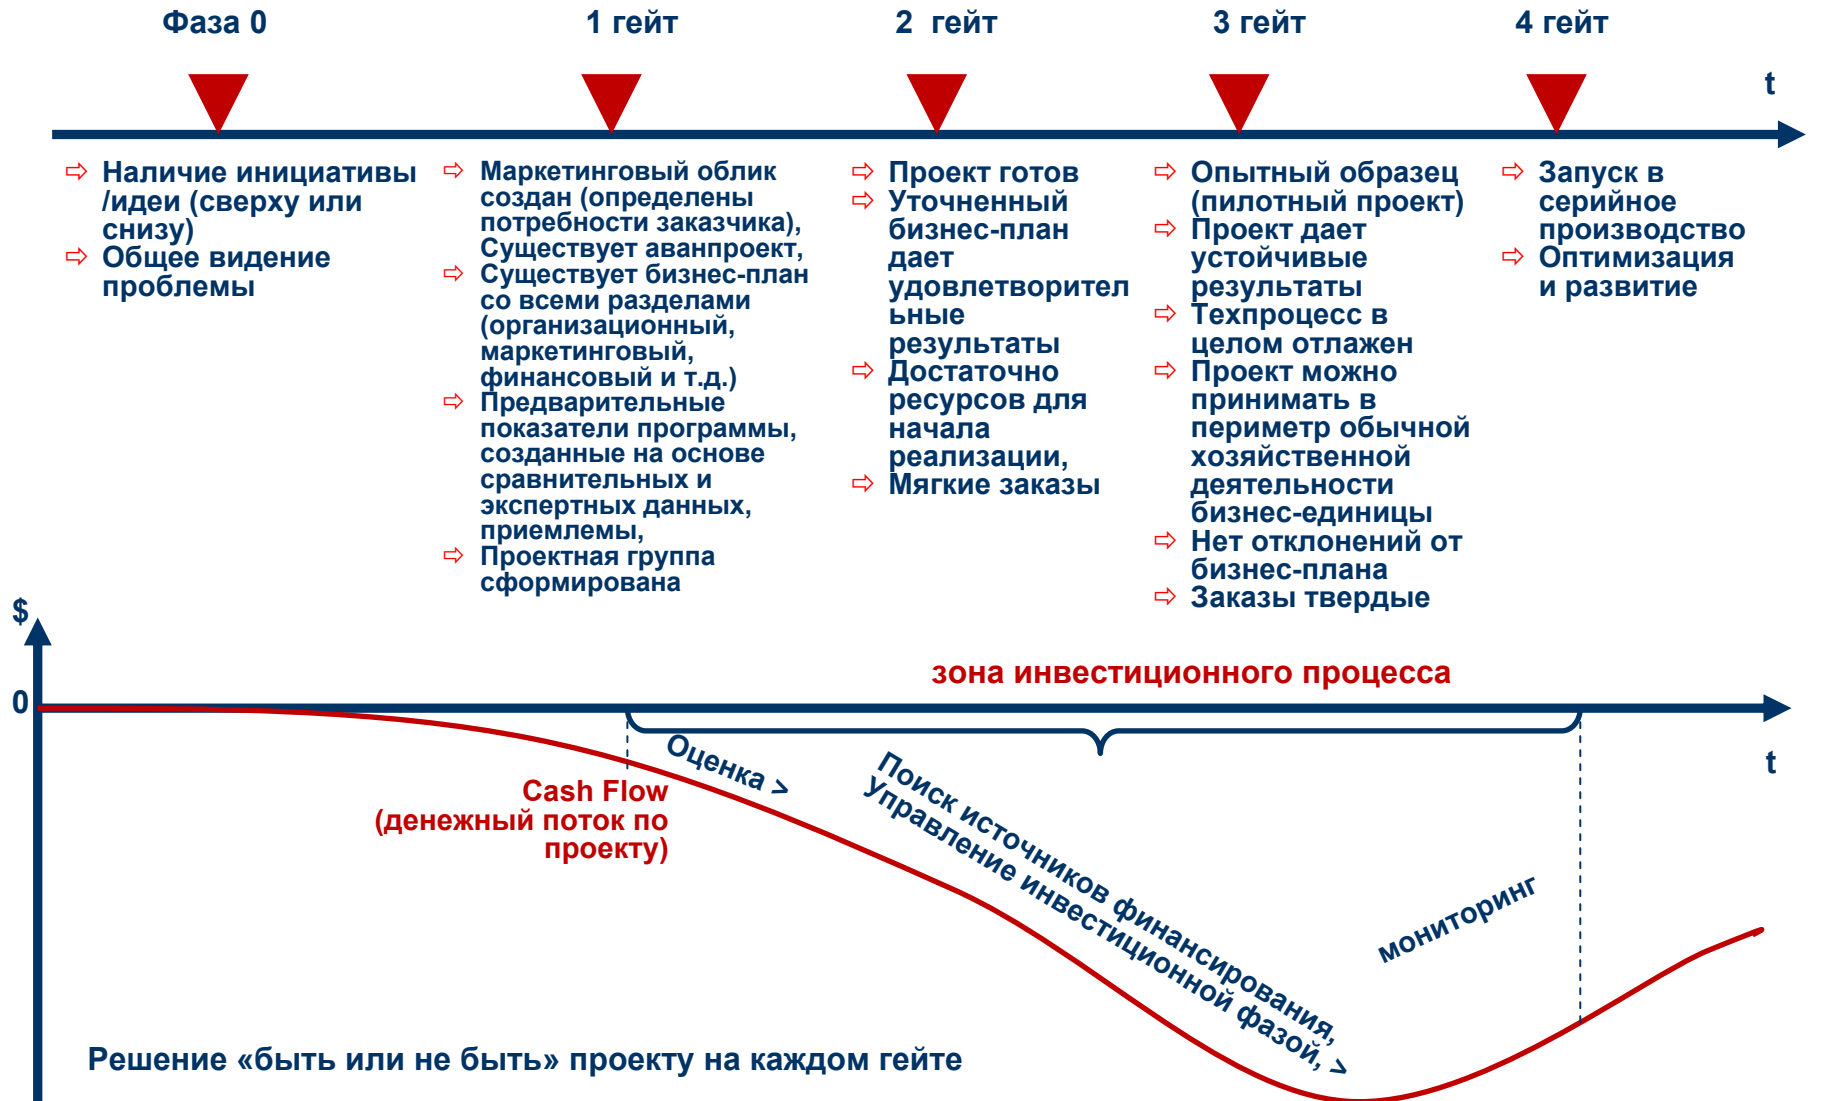 Фаза 0
1 гейт
2 гейт
3 гейт
4 гейт
t
Наличие инициативы
/идеи (сверху или
снизу)
Общее видение
проблемы
Маркетинговый облик
создан (определены
потребности заказчика),
Существует аванпроект,
Существует бизнес-план
со всеми разделами
(организационный,
маркетинговый,
финансовый и т.д.)
Предварительные
показатели программы,
созданные на основе
сравнительных и
экспертных данных,
приемлемы,
Проектная группа
сформирована
Проект готов
Уточненный
бизнес-план
дает
удовлетворител
ьные
результаты
Достаточно
ресурсов для
начала
реализации,
Мягкие заказы
Опытный образец
(пилотный проект)
Проект дает
устойчивые
результаты
Техпроцесс в
целом отлажен
Проект можно
принимать в
периметр обычной
хозяйственной
деятельности
бизнес-единицы
Нет отклонений от
бизнес-плана
Заказы твердые
Запуск в
серийное
производство
Оптимизация
и развитие
$
зона инвестиционного процесса
0
t
Оценка >
Поиск источников финансирования,
Управление инвестиционной фазой, >
мониторинг
Cash Flow
(денежный поток по
проекту)
Решение «быть или не быть» проекту на каждом гейте